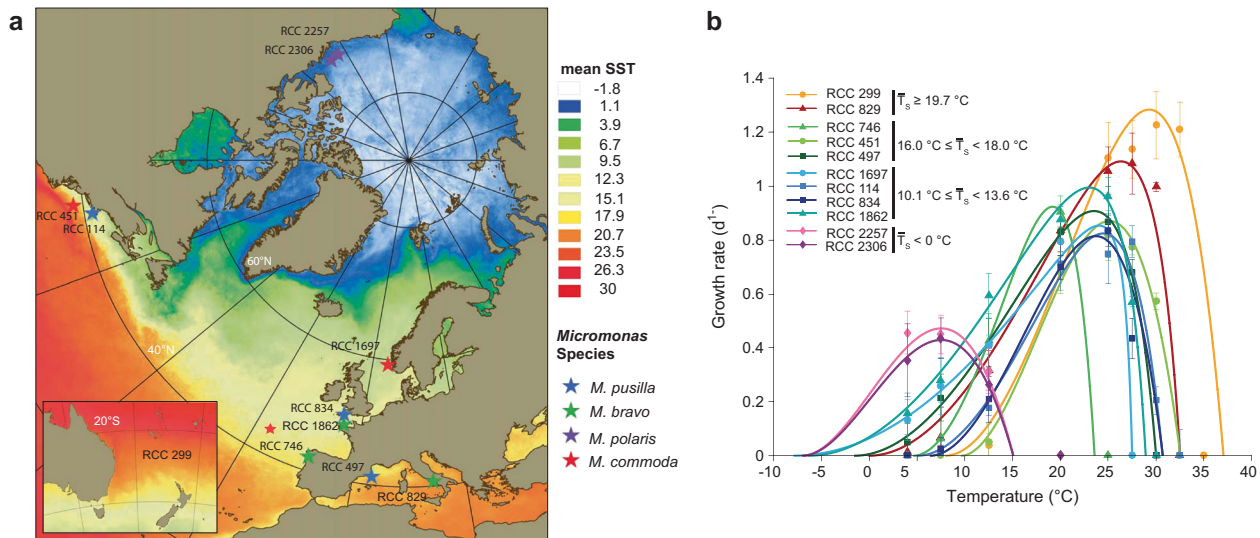 a
RCC 2257
RCC 2306
RCC 451
RCC 114
60°N
40°N
RCC 1697
RCC 834
RCC 1862
RCC 746
RCC 497
RCC 829
20°S
RCC 299
mean SST
-1.8
1.1
3.9
6.7
9.5
12.3
15.1
17.9
20.7
23.5
26.3
30
Micromonas
Species
M. pusilla
M. bravo
M. polaris
M. commoda
b
Growth rate (d¹⁻)
1.4
1.2
1
0.8
0.6
0.4
0.2
0
RCC 299
RCC 829
T̅s ≥ 19.7 °C
RCC 746
RCC 451
RCC 497
16.0 °C ≤ T̅s < 18.0 °C
RCC 1697
RCC 114
RCC 834
RCC 1862
10.1 °C ≤ T̅s < 13.6 °C
RCC 2257
RCC 2306
T̅s < 0 °C
-10 -5 0 5 10 15 20 25 30 35 40
Temperature (°C)